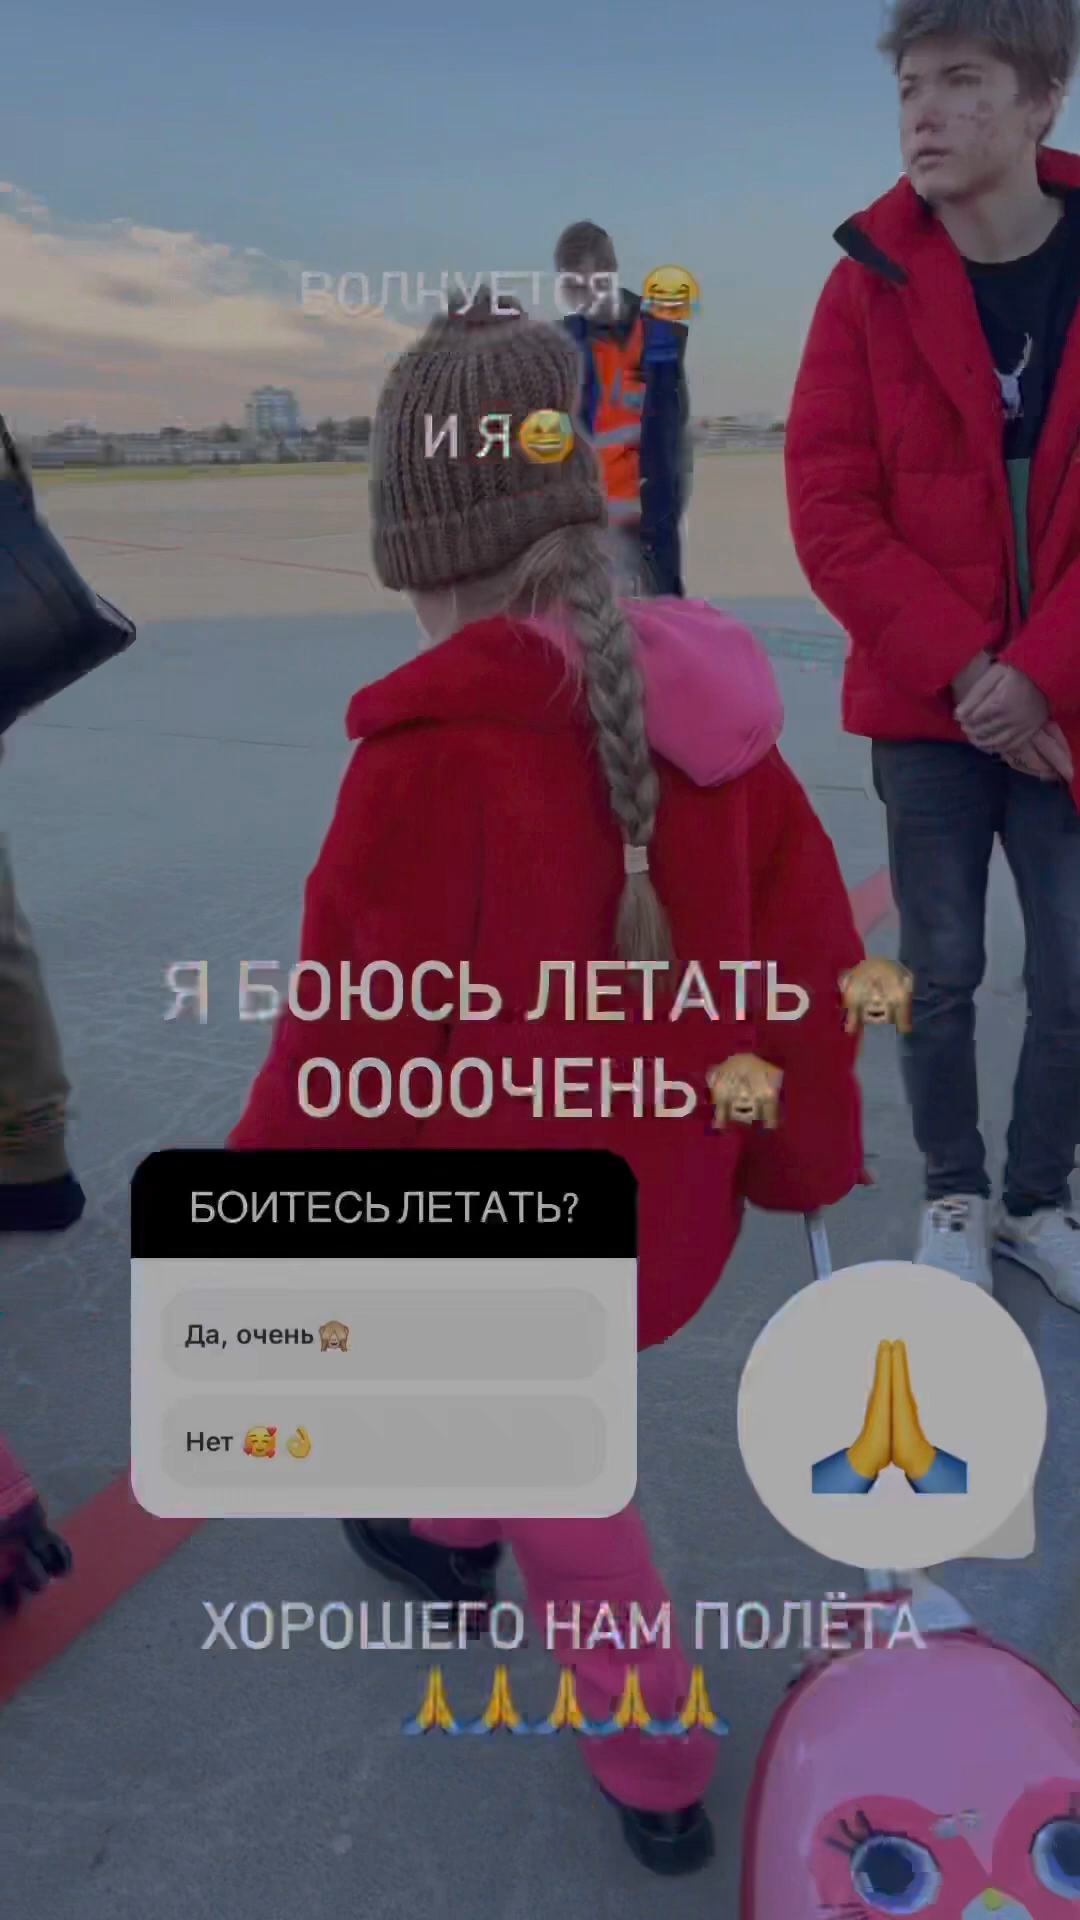 ВОЛНУЕТСЯ 😂
И Я😂
Я БОЮСЬ ЛЕТАТЬ 🙈
ООООЧЕНЬ🙈
БОИТЕСЬ ЛЕТАТЬ?
Да, очень🙈
Нет 🥰👌
ХОРОШЕГО НАМ ПОЛЁТА
🙏🙏🙏🙏🙏